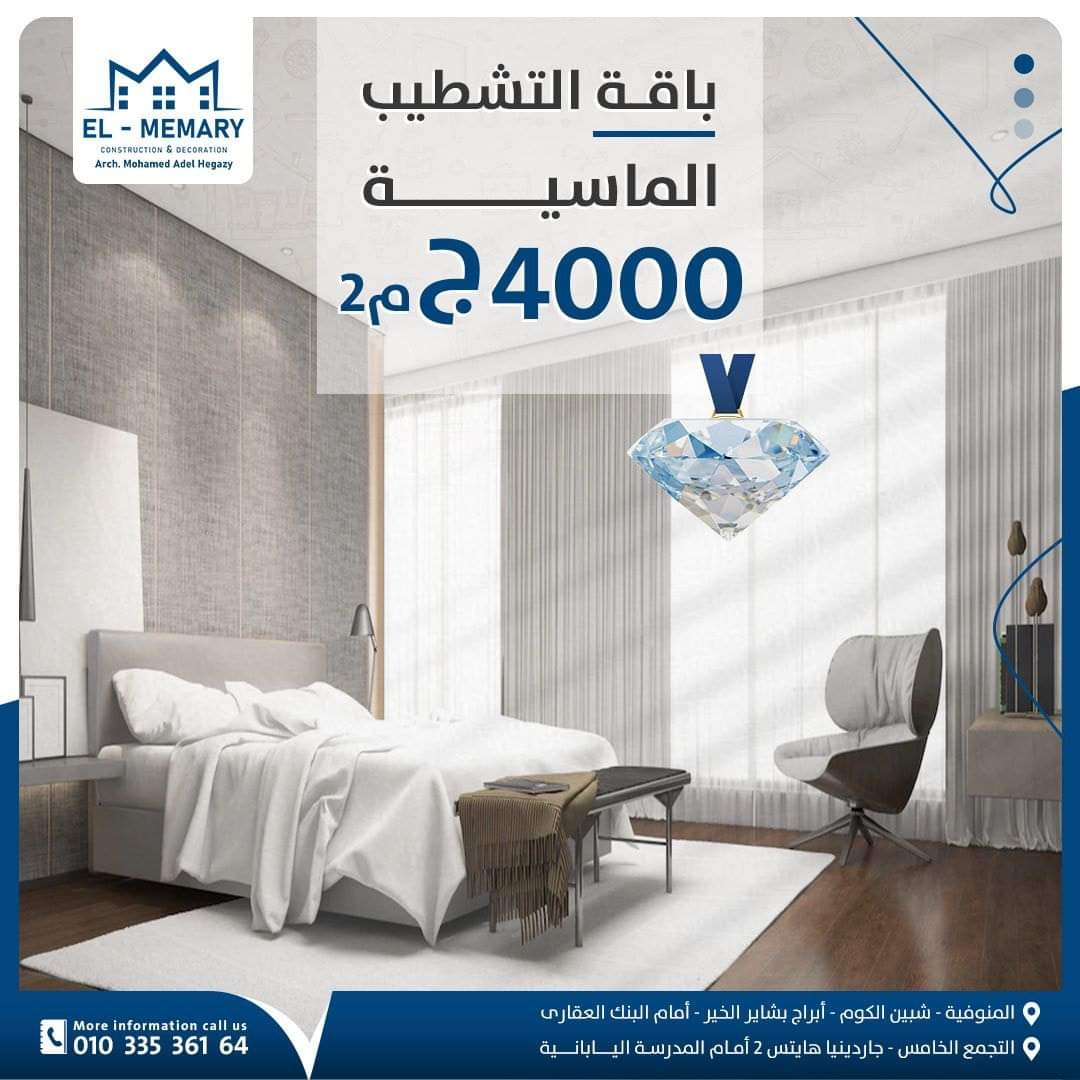 EL - MEMARY
CONSTRUCTION & DECORATION
Arch. Mohamed Adel Hegazy
باقة التشطيب
الماسية
4000ج م2
المنوفية - شبين الكوم - أبراج بشاير الخير - أمام البنك العقارى
التجمع الخامس - جاردينيا هايتس 2 أمام المدرسة اليابانية
More information call us
010 335 361 64